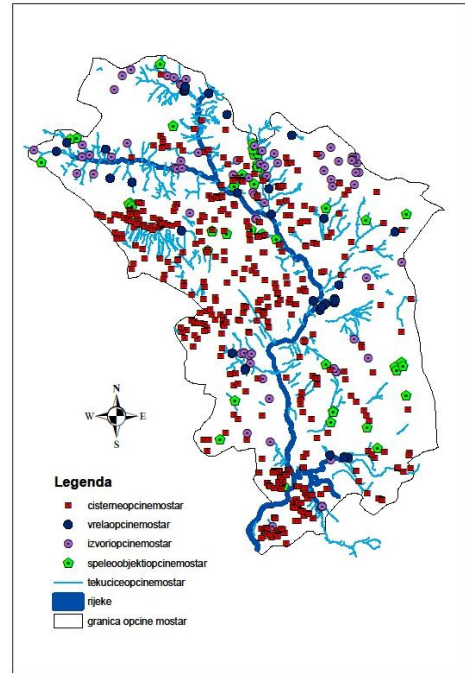 N
W E
S
Legenda
cisterneopcinemostar
vrelaopcinemostar
izvoriopcinemostar
speleoobjektiopcinemostar
tekuciceopcinemostar
rijeke
granica opcine mostar